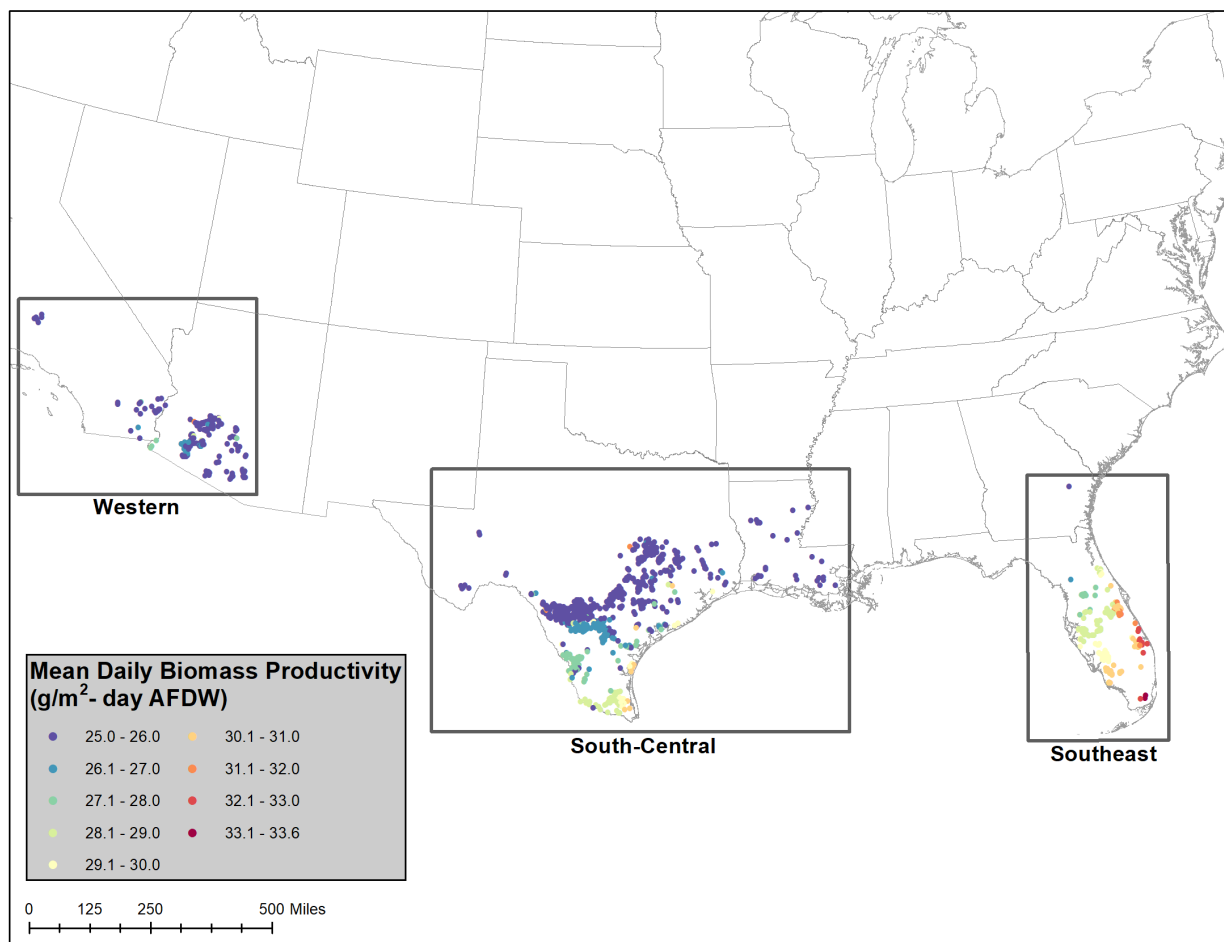 Western
South-Central
Southeast
Mean Daily Biomass Productivity
(g/m²- day AFDW)
25.0 - 26.0
26.1 - 27.0
27.1 - 28.0
28.1 - 29.0
29.1 - 30.0
30.1 - 31.0
31.1 - 32.0
32.1 - 33.0
33.1 - 33.6
0 125 250 500 Miles